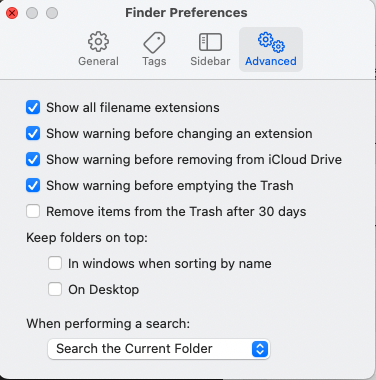 Finder Preferences
General
Tags
Sidebar
Advanced
Show all filename extensions
Show warning before changing an extension
Show warning before removing from iCloud Drive
Show warning before emptying the Trash
Remove items from the Trash after 30 days
Keep folders on top:
In windows when sorting by name
On Desktop
When performing a search:
Search the Current Folder